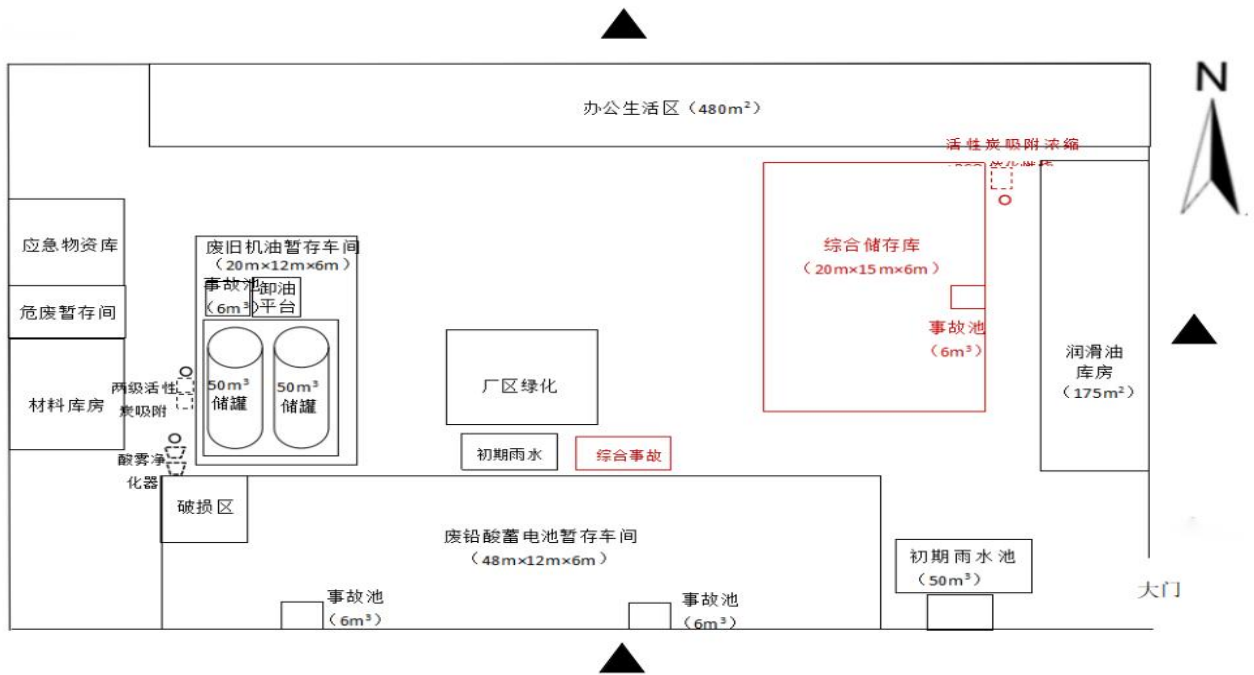 N
办公生活区（480m²）
活性炭吸附浓缩
应急物资库
废旧机油暂存车间
（20m×12m×6m）
综合储存库
（20m×15m×6m）
事故池
（6m³）
卸油
平台
危废暂存间
事故池
（6m³）
润滑油
库房
（175m²）
厂区绿化
两级活性
炭吸附
50m³
储罐
50m³
储罐
材料库房
初期雨水
综合事故
酸雾净
化器
破损区
废铅酸蓄电池暂存车间
（48m×12m×6m）
初期雨水池
（50m³）
大门
事故池
（6m³）
事故池
（6m³）